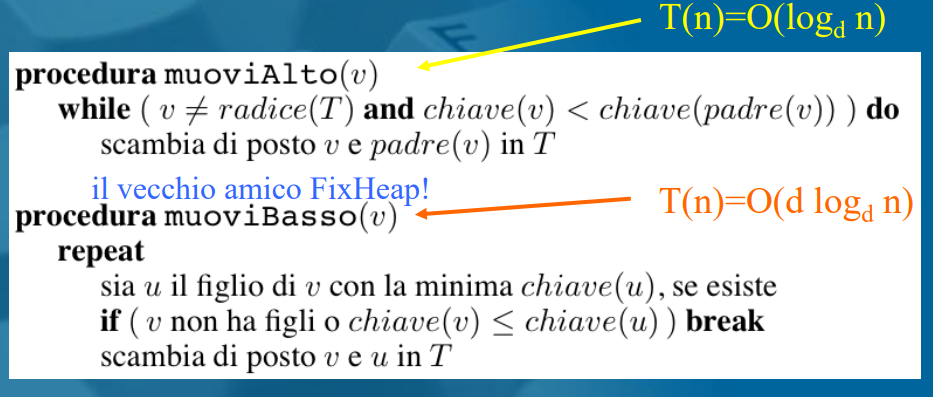 T(n)=O(log_d n)
procedura muoviAlto(v)
while ( v ≠ radice(T) and chiave(v) < chiave(padre(v)) ) do
scambia di posto v e padre(v) in T
il vecchio amico FixHeap!
procedura muoviBasso(v)
T(n)=O(d log_d n)
repeat
sia u il figlio di v con la minima chiave(u), se esiste
if ( v non ha figli o chiave(v) ≤ chiave(u) ) break
scambia di posto v e u in T